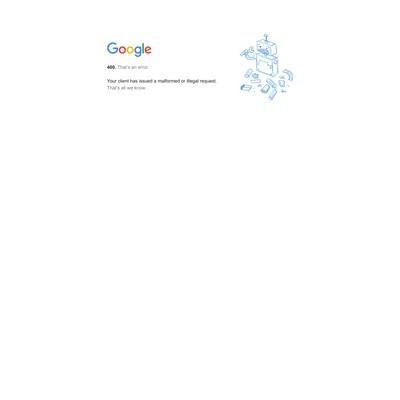 Google
400. That's an error.
Your client has issued a malformed or illegal request.
That's all we know.